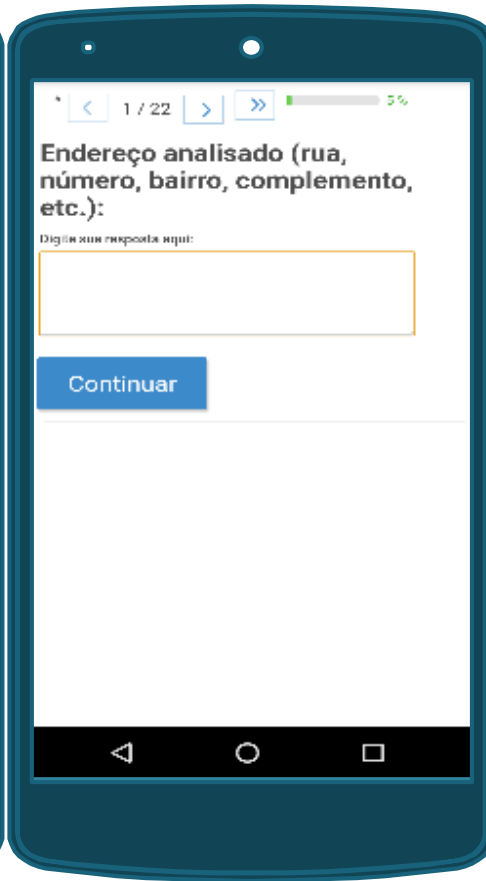 * < 1 / 22 > >> 5%
Endereço analisado (rua,
número, bairro, complemento,
etc.):
Digite sua resposta aqui:
Continuar